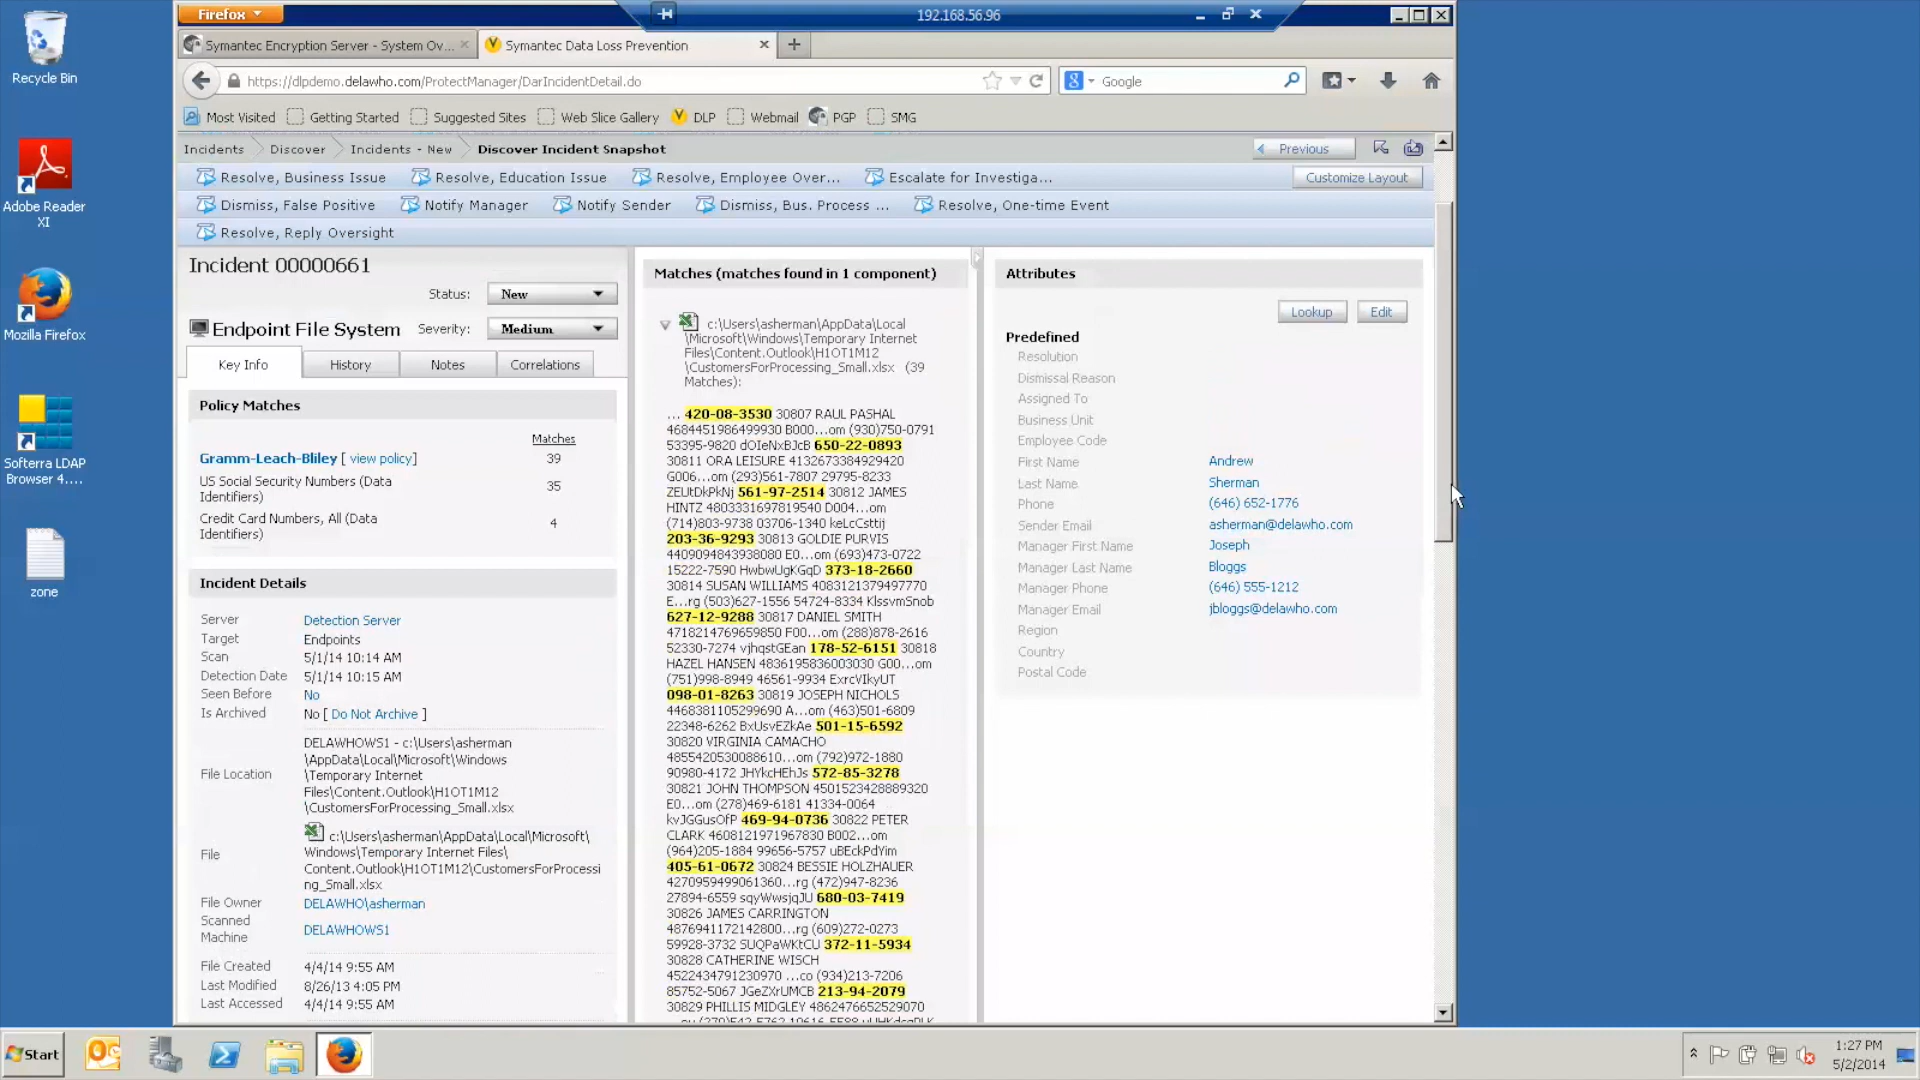 Recycle Bin
Adobe Reader
XI
Mozilla Firefox
Softerra LDAP
Browser 4....
zone
Firefox
192.168.56.96
Symantec Encryption Server - System Ov...
Symantec Data Loss Prevention
https://dlpdemo.delawho.com/ProtectManager/DarIncidentDetail.do
Google
Most Visited Getting Started Suggested Sites Web Slice Gallery DLP Webmail PGP SMG
Incidents Discover Incidents - New Discover Incident Snapshot
Previous
Resolve, Business Issue Resolve, Education Issue Resolve, Employee Over... Escalate for Investiga...
Customize Layout
Dismiss, False Positive Notify Manager Notify Sender Dismiss, Bus. Process ... Resolve, One-time Event
Resolve, Reply Oversight
Incident 00000661
Status: New
Endpoint File System Severity: Medium
Key Info History Notes Correlations
Policy Matches
Matches
Gramm-Leach-Bliley [ view policy] 39
US Social Security Numbers (Data
Identifiers) 35
Credit Card Numbers, All (Data
Identifiers) 4
Incident Details
Server Detection Server
Target Endpoints
Scan 5/1/14 10:14 AM
Detection Date 5/1/14 10:15 AM
Seen Before No
Is Archived No [ Do Not Archive ]
File Location
DELAWHOWS1 - c:\Users\asherman
\AppData\Local\Microsoft\Windows
\Temporary Internet
Files\Content.Outlook\H1OT1M12
\CustomersForProcessing_Small.xlsx
File
c:\Users\asherman\AppData\Local\Microsoft\
Windows\Temporary Internet Files\
Content.Outlook\H1OT1M12\CustomersForProcessi
ng_Small.xlsx
File Owner DELAWHO\asherman
Scanned
Machine DELAWHOWS1
File Created 4/4/14 9:55 AM
Last Modified 8/26/13 4:05 PM
Last Accessed 4/4/14 9:55 AM
Matches (matches found in 1 component)
c:\Users\asherman\AppData\Local
\Microsoft\Windows\Temporary Internet
Files\Content.Outlook\H1OT1M12
\CustomersForProcessing_Small.xlsx (39
Matches):
... 420-08-3530 30807 RAUL PASHAL
4684451986499930 B000...om (930)750-0791
53395-9820 dOIeNxBJcB 650-22-0893
30811 ORA LEISURE 4132673384929420
G006...om (293)561-7807 29795-8233
ZEUtDkPkNj 561-97-2514 30812 JAMES
HINTZ 4803331697819540 D004...om
(714)803-9738 03706-1340 keLcCsttij
203-36-9293 30813 GOLDIE PURVIS
4409094843938080 E0...om (693)473-0722
15222-7590 HwbwUgKGqD 373-18-2660
30814 SUSAN WILLIAMS 4083121379497770
E...rg (503)627-1556 54724-8334 KlssvmSnob
627-12-9288 30817 DANIEL SMITH
4718214769659850 F00...om (288)878-2616
52330-7274 vjhqstGEan 178-52-6151 30818
HAZEL HANSEN 4836195836003030 G00...om
(751)998-8949 46561-9934 ExrcVIkyUT
098-01-8263 30819 JOSEPH NICHOLS
4468381105299690 A...om (463)501-6809
22348-6262 BxUsvEZkAe 501-15-6592
30820 VIRGINIA CAMACHO
4855420530088610...om (792)972-1880
90980-4172 JHYkcHEhJs 572-85-3278
30821 JOHN THOMPSON 4501523428889320
E0...om (278)469-6181 41334-0064
kvJGGusOfP 469-94-0736 30822 PETER
CLARK 4608121971967830 B002...om
(964)205-1884 99656-5757 uBEckPdYim
405-61-0672 30824 BESSIE HOLZHAUER
4270959499061360...rg (472)947-8236
27894-6559 sqyWwsjqJU 680-03-7419
30826 JAMES CARRINGTON
4876941172142800...rg (609)272-0273
59928-3732 SUQPaWKtCU 372-11-5934
30828 CATHERINE WISCH
4522434791230970 ...co (934)213-7206
85752-5067 JGeZXrUMCB 213-94-2079
30829 PHILLIS MIDGLEY 4862476652529070
Attributes
Lookup Edit
Predefined
Resolution
Dismissal Reason
Assigned To
Business Unit
Employee Code
First Name Andrew
Last Name Sherman
Phone (646) 652-1776
Sender Email asherman@delawho.com
Manager First Name Joseph
Manager Last Name Bloggs
Manager Phone (646) 555-1212
Manager Email jbloggs@delawho.com
Region
Country
Postal Code
Start
1:27 PM
5/2/2014